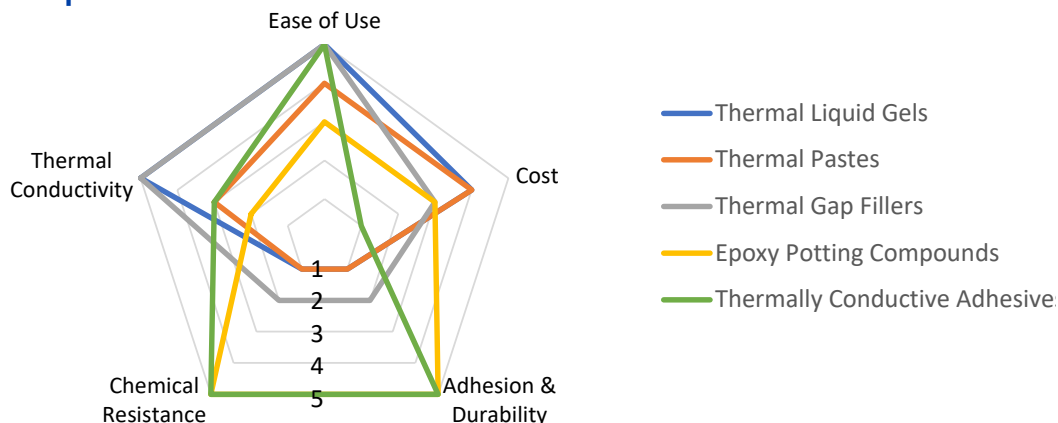 Ease of Use
Thermal
Conductivity
Cost
1
2
3
4
5
Chemical
Resistance
Adhesion &
Durability
Thermal Liquid Gels
Thermal Pastes
Thermal Gap Fillers
Epoxy Potting Compounds
Thermally Conductive Adhesives